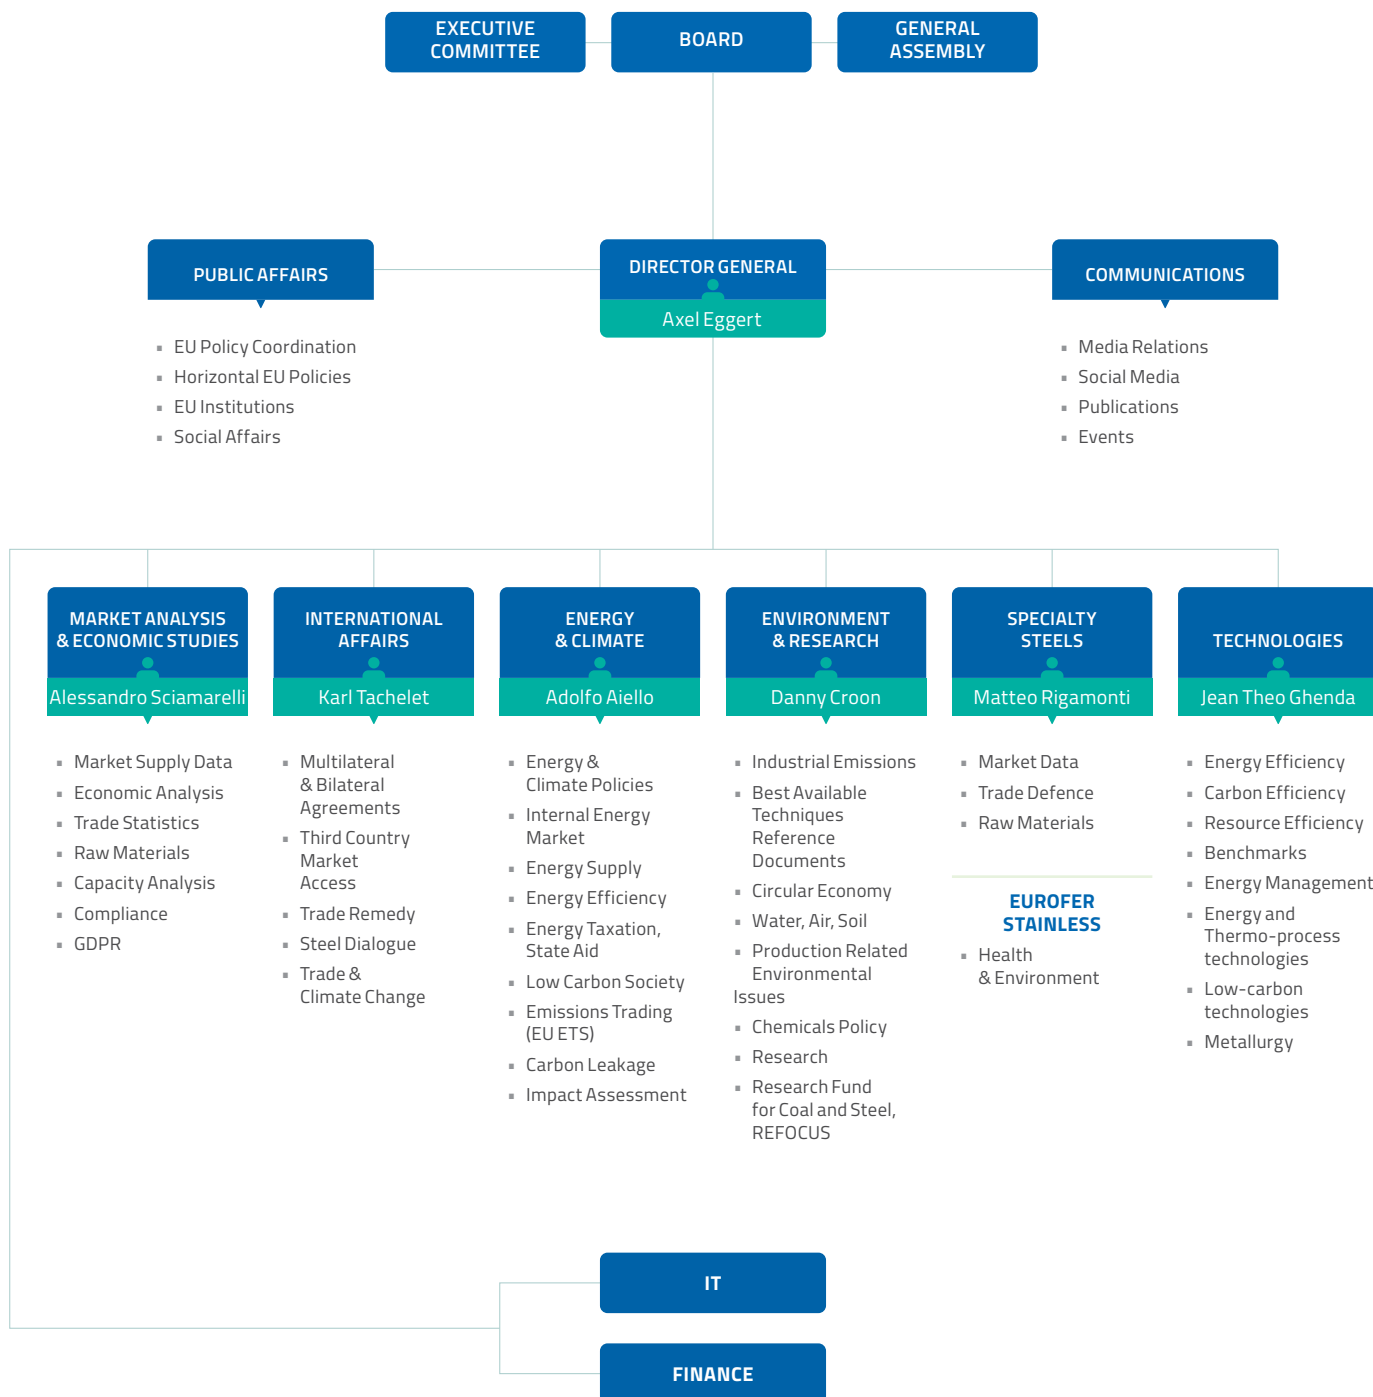 EXECUTIVE
COMMITTEE
BOARD
GENERAL
ASSEMBLY
PUBLIC AFFAIRS
▪ EU Policy Coordination
▪ Horizontal EU Policies
▪ EU Institutions
▪ Social Affairs
DIRECTOR GENERAL
Axel Eggert
COMMUNICATIONS
▪ Media Relations
▪ Social Media
▪ Publications
▪ Events
MARKET ANALYSIS
& ECONOMIC STUDIES
Alessandro Sciamarelli
▪ Market Supply Data
▪ Economic Analysis
▪ Trade Statistics
▪ Raw Materials
▪ Capacity Analysis
▪ Compliance
▪ GDPR
INTERNATIONAL
AFFAIRS
Karl Tachelet
▪ Multilateral
& Bilateral
Agreements
▪ Third Country
Market
Access
▪ Trade Remedy
▪ Steel Dialogue
▪ Trade &
Climate Change
ENERGY
& CLIMATE
Adolfo Aiello
▪ Energy &
Climate Policies
▪ Internal Energy
Market
▪ Energy Supply
▪ Energy Efficiency
▪ Energy Taxation,
State Aid
▪ Low Carbon Society
▪ Emissions Trading
(EU ETS)
▪ Carbon Leakage
▪ Impact Assessment
ENVIRONMENT
& RESEARCH
Danny Croon
▪ Industrial Emissions
▪ Best Available
Techniques
Reference
Documents
▪ Circular Economy
▪ Water, Air, Soil
▪ Production Related
Environmental
Issues
▪ Chemicals Policy
▪ Research
▪ Research Fund
for Coal and Steel,
REFOCUS
SPECIALTY
STEELS
Matteo Rigamonti
▪ Market Data
▪ Trade Defence
▪ Raw Materials
EUROFER
STAINLESS
▪ Health
& Environment
TECHNOLOGIES
Jean Theo Ghenda
▪ Energy Efficiency
▪ Carbon Efficiency
▪ Resource Efficiency
▪ Benchmarks
▪ Energy Management
▪ Energy and
Thermo-process
technologies
▪ Low-carbon
technologies
▪ Metallurgy
IT
FINANCE